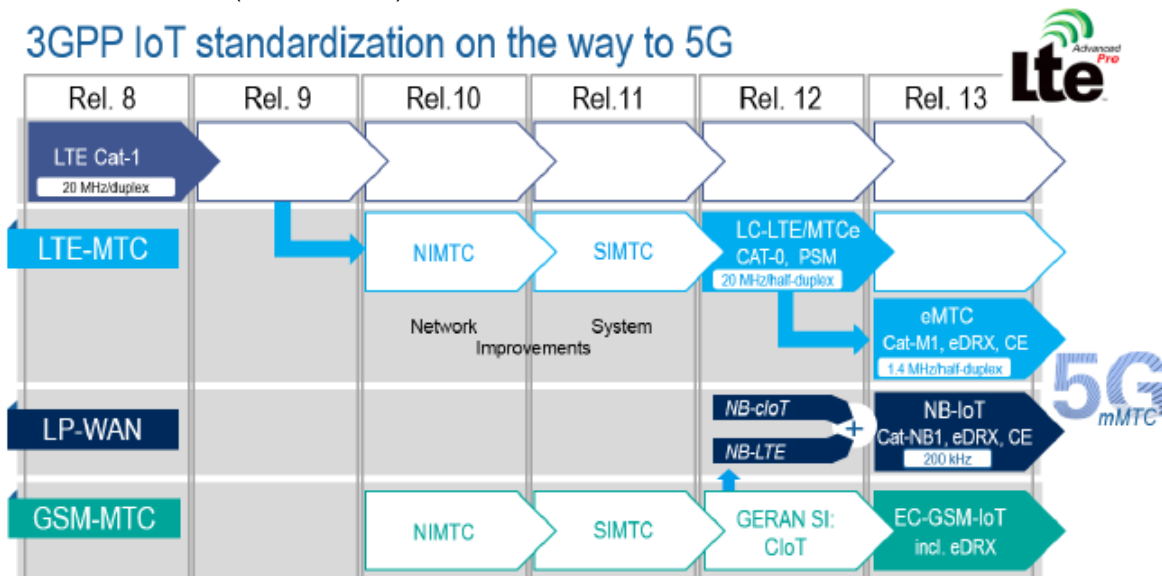 3GPP IoT standardization on the way to 5G
lte Advanced Pro
Rel. 8
Rel. 9
Rel.10
Rel.11
Rel. 12
Rel. 13
LTE Cat-1
20 MHz/duplex
LTE-MTC
NIMTC
SIMTC
LC-LTE/MTCe
CAT-0, PSM
20 MHz/half-duplex
Network
System
Improvements
eMTC
Cat-M1, eDRX, CE
1.4 MHz/half-duplex
5G
mMTC
LP-WAN
NB-cIoT
+
NB-LTE
NB-IoT
Cat-NB1, eDRX, CE
200 kHz
GSM-MTC
NIMTC
SIMTC
GERAN SI:
CIoT
EC-GSM-IoT
incl. eDRX